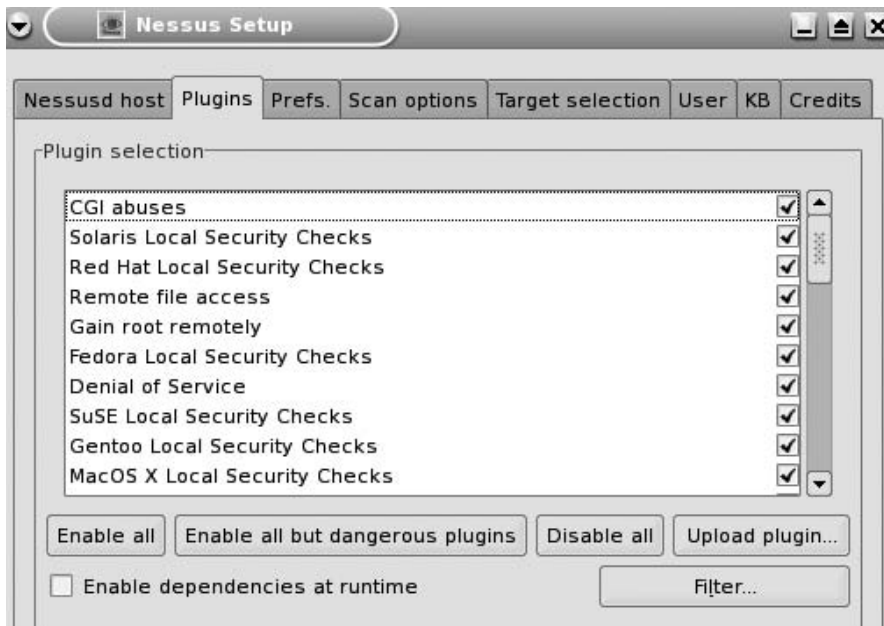 Nessus Setup
Nessusd host Plugins Prefs. Scan options Target selection User KB Credits
Plugin selection
CGI abuses
Solaris Local Security Checks
Red Hat Local Security Checks
Remote file access
Gain root remotely
Fedora Local Security Checks
Denial of Service
SuSE Local Security Checks
Gentoo Local Security Checks
MacOS X Local Security Checks
Enable all Enable all but dangerous plugins Disable all Upload plugin...
Enable dependencies at runtime Filter...